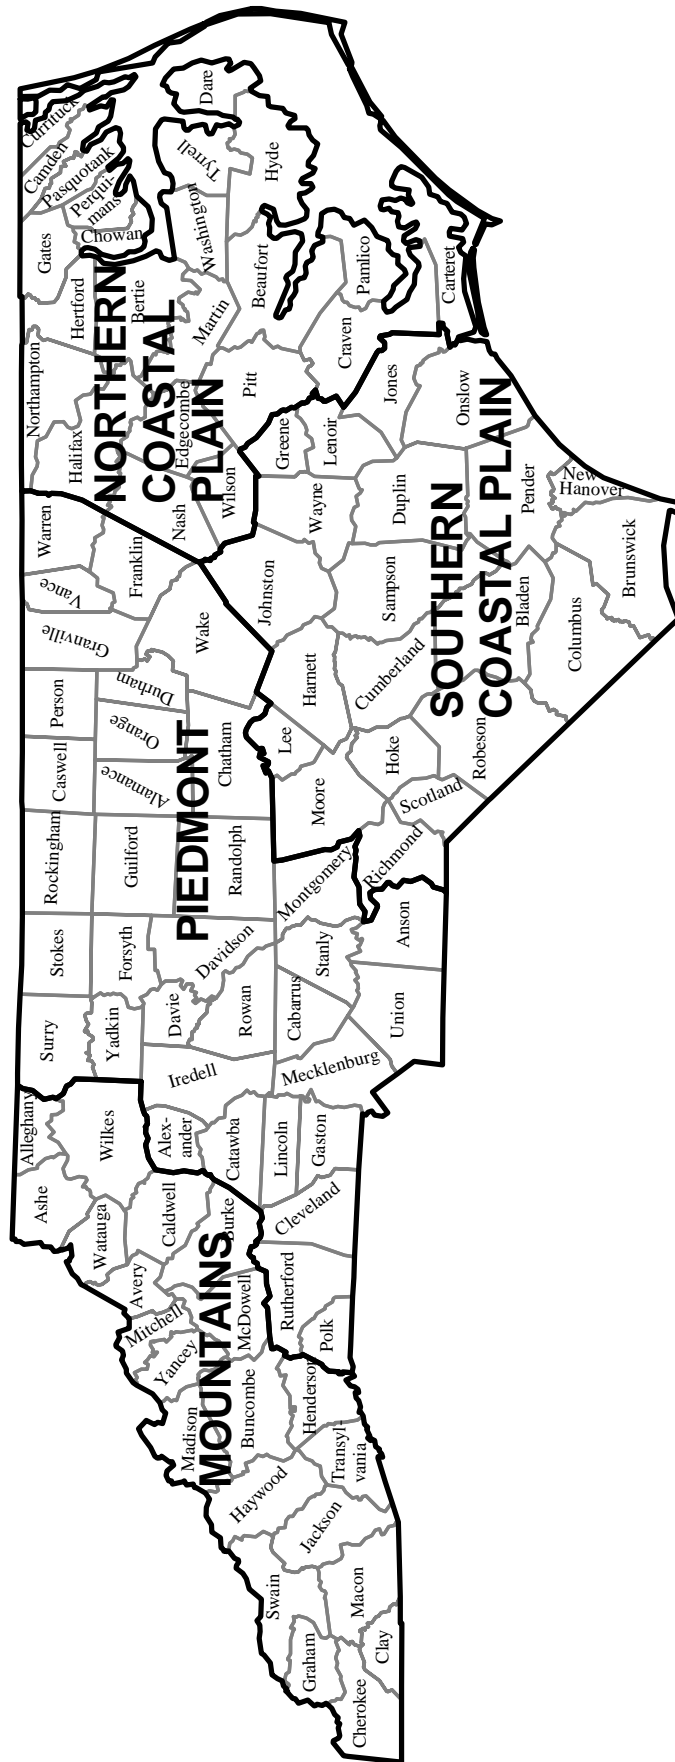 Alleghany
Ashe
Surry
Stokes
Rockingham
Caswell
Person
Granville
Vance
Warren
Northampton
Gates
Camden
Currituck
Pasquotank
Perqui-
mans
Chowan
Hertford
Halifax
Wilkes
Watauga
Yadkin
Forsyth
Guilford
Alamance
Orange
Durham
Franklin
Bertie
NORTHERN
COASTAL
PLAIN
Avery
Mitchell
Caldwell
Alex-
ander
Davie
Iredell
Nash
Edgecombe
Martin
Washington
Tyrrell
Dare
Yancey
Madison
MOUNTAINS
Burke
McDowell
Buncombe
Catawba
Rowan
Davidson
PIEDMONT
Randolph
Chatham
Wake
Wilson
Pitt
Beaufort
Hyde
Haywood
Swain
Rutherford
Cleveland
Lincoln
Cabarrus
Johnston
Greene
Graham
Jackson
Henderson
Polk
Gaston
Mecklenburg
Stanly
Montgomery
Moore
Lee
Harnett
Wayne
Lenoir
Craven
Pamlico
Cherokee
Clay
Macon
Transyl-
vania
Union
Anson
Richmond
Scotland
Hoke
Cumberland
Sampson
Duplin
Jones
Carteret
SOUTHERN
COASTAL PLAIN
Robeson
Bladen
Pender
Onslow
Columbus
Brunswick
New
Hanover